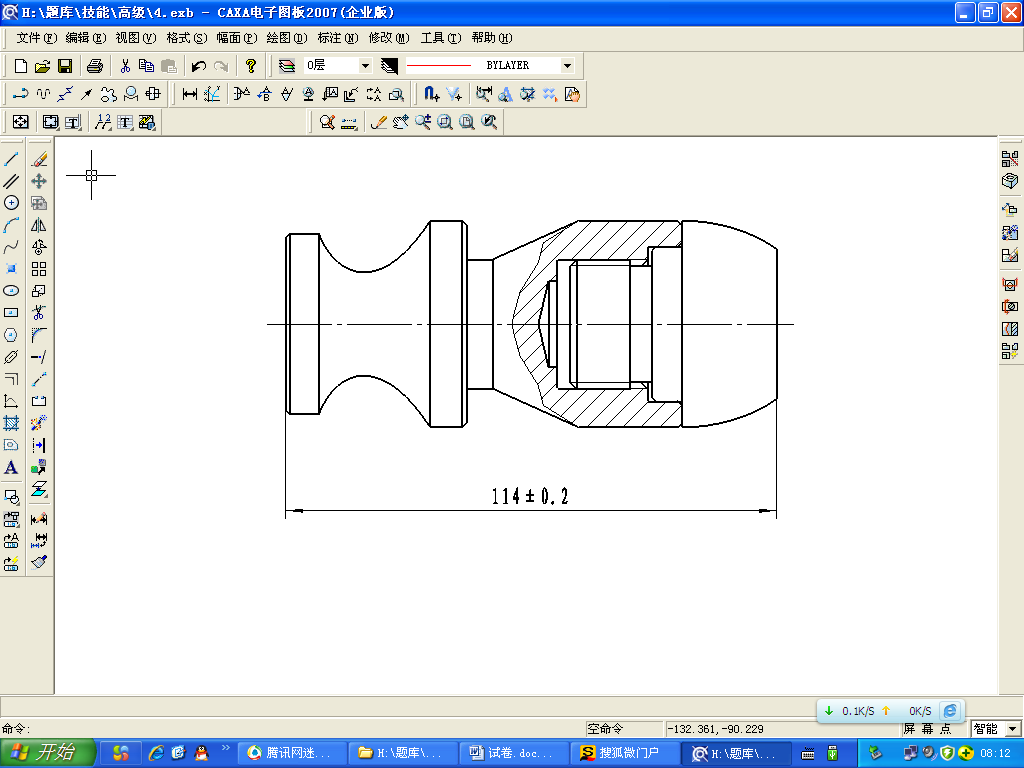 H:\题库\技能\高级\4.exb - CAXA电子图板2007(企业版)
文件(F) 编辑(E) 视图(V) 格式(S) 幅面(P) 绘图(D) 标注(N) 修改(M) 工具(T) 帮助(H)
0层 BYLAYER
114±0.2
0.1K/S 0K/S
命令: 空命令 -132.361,-90.229 屏幕点 智能
开始 腾讯网迷... H:\题库\... 试卷.doc... 搜狐微门户 H:\题库\... 08:12